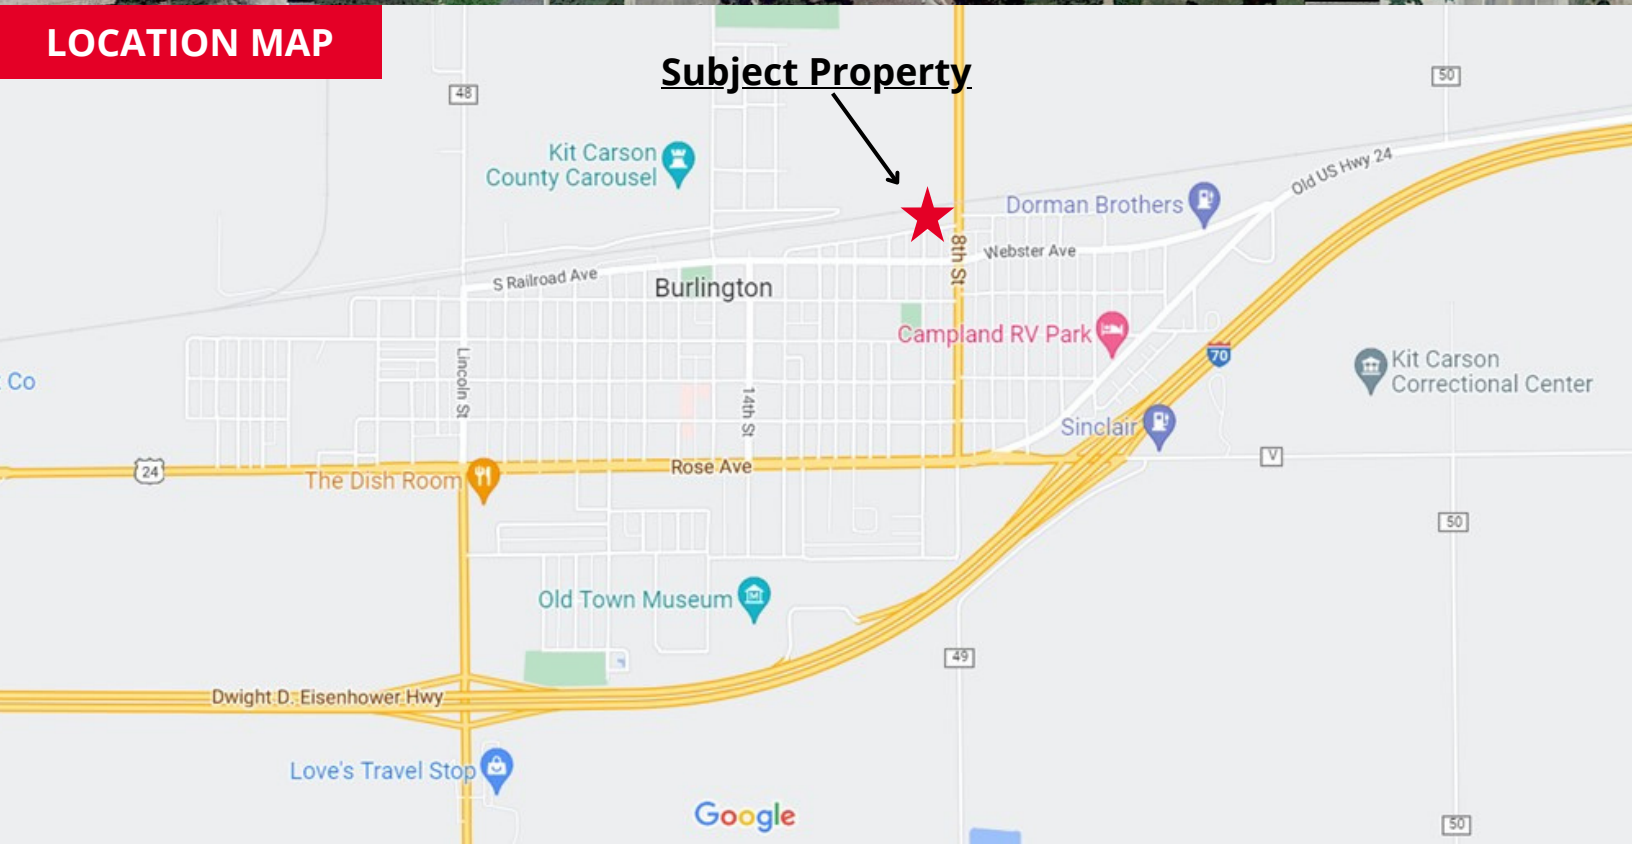 LOCATION MAP
Subject Property
48
50
Kit Carson
County Carousel
Old US Hwy 24
Dorman Brothers
8th St
Webster Ave
S Railroad Ave
Burlington
Campland RV Park
70
Kit Carson
Correctional Center
Co
Lincoln St
14th St
Sinclair
V
24
Rose Ave
The Dish Room
50
Old Town Museum
49
Dwight D. Eisenhower Hwy
Love's Travel Stop
Google
50